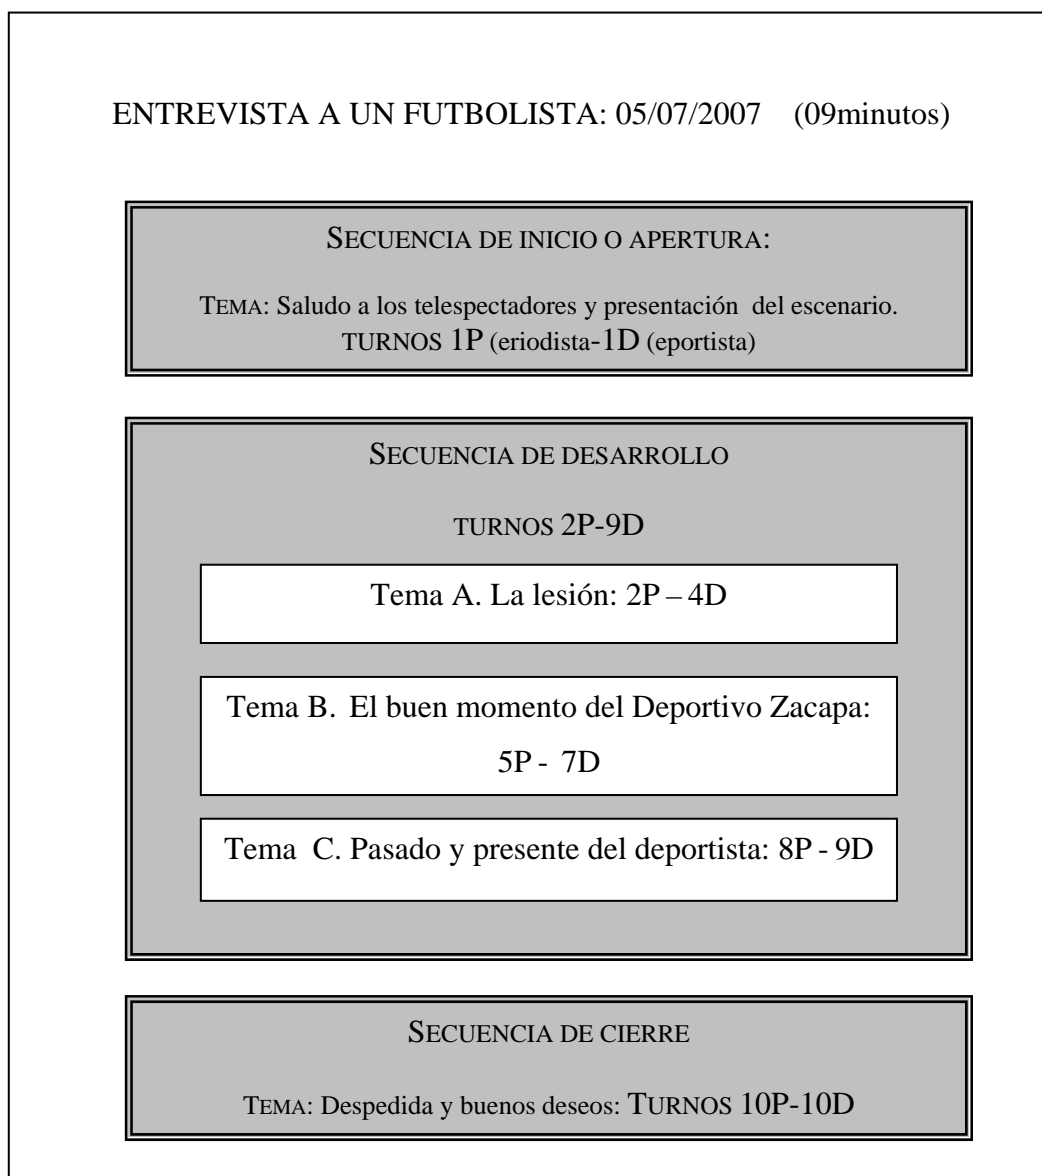 ENTREVISTA A UN FUTBOLISTA: 05/07/2007 (09minutos)
SECUENCIA DE INICIO O APERTURA:
TEMA: Saludo a los telespectadores y presentación del escenario.
TURNOS 1P (eriodista-1D (eportista)
SECUENCIA DE DESARROLLO
TURNOS 2P-9D
Tema A. La lesión: 2P – 4D
Tema B. El buen momento del Deportivo Zacapa:
5P - 7D
Tema C. Pasado y presente del deportista: 8P - 9D
SECUENCIA DE CIERRE
TEMA: Despedida y buenos deseos: TURNOS 10P-10D